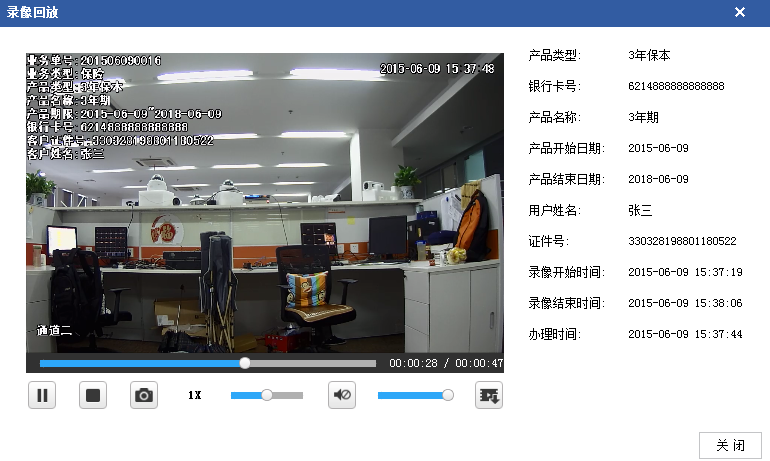 录像回放
业务单号:201506090016
业务类型:保险
产品类型:3年保本
产品名称:3年期
产品期限:2015-06-09~2018-06-09
银行卡号:6214888888888888
客户证件号:330328198801180522
客户姓名:张三
2015-06-09 15:37:48
通道二
00:00:28 / 00:00:47
1X
产品类型: 3年保本
银行卡号: 6214888888888888
产品名称: 3年期
产品开始日期: 2015-06-09
产品结束日期: 2018-06-09
用户姓名: 张三
证件号: 330328198801180522
录像开始时间: 2015-06-09 15:37:19
录像结束时间: 2015-06-09 15:38:06
办理时间: 2015-06-09 15:37:44
关 闭